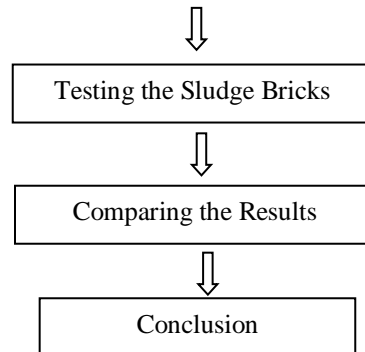 Testing the Sludge Bricks
Comparing the Results
Conclusion